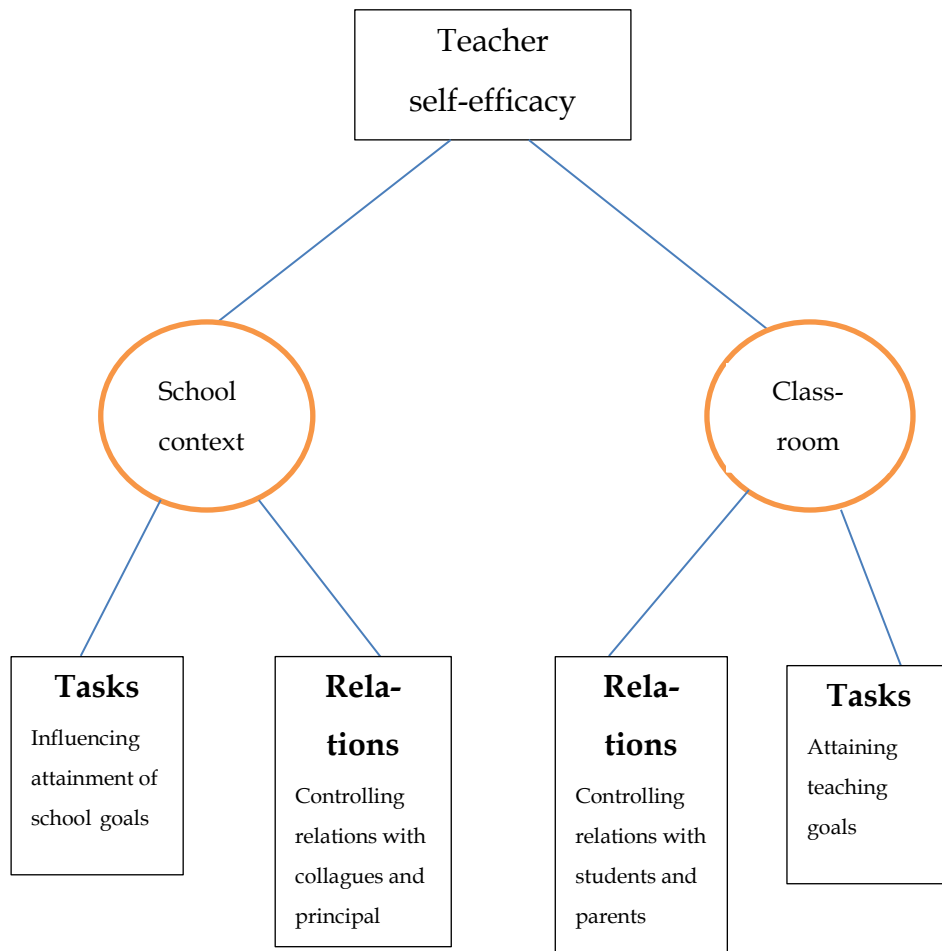 Teacher
self-efficacy
School
context
Class-
room
Tasks
Influencing
attainment of
school goals
Rela-
tions
Controlling
relations with
collagues and
principal
Rela-
tions
Controlling
relations with
students and
parents
Tasks
Attaining
teaching
goals